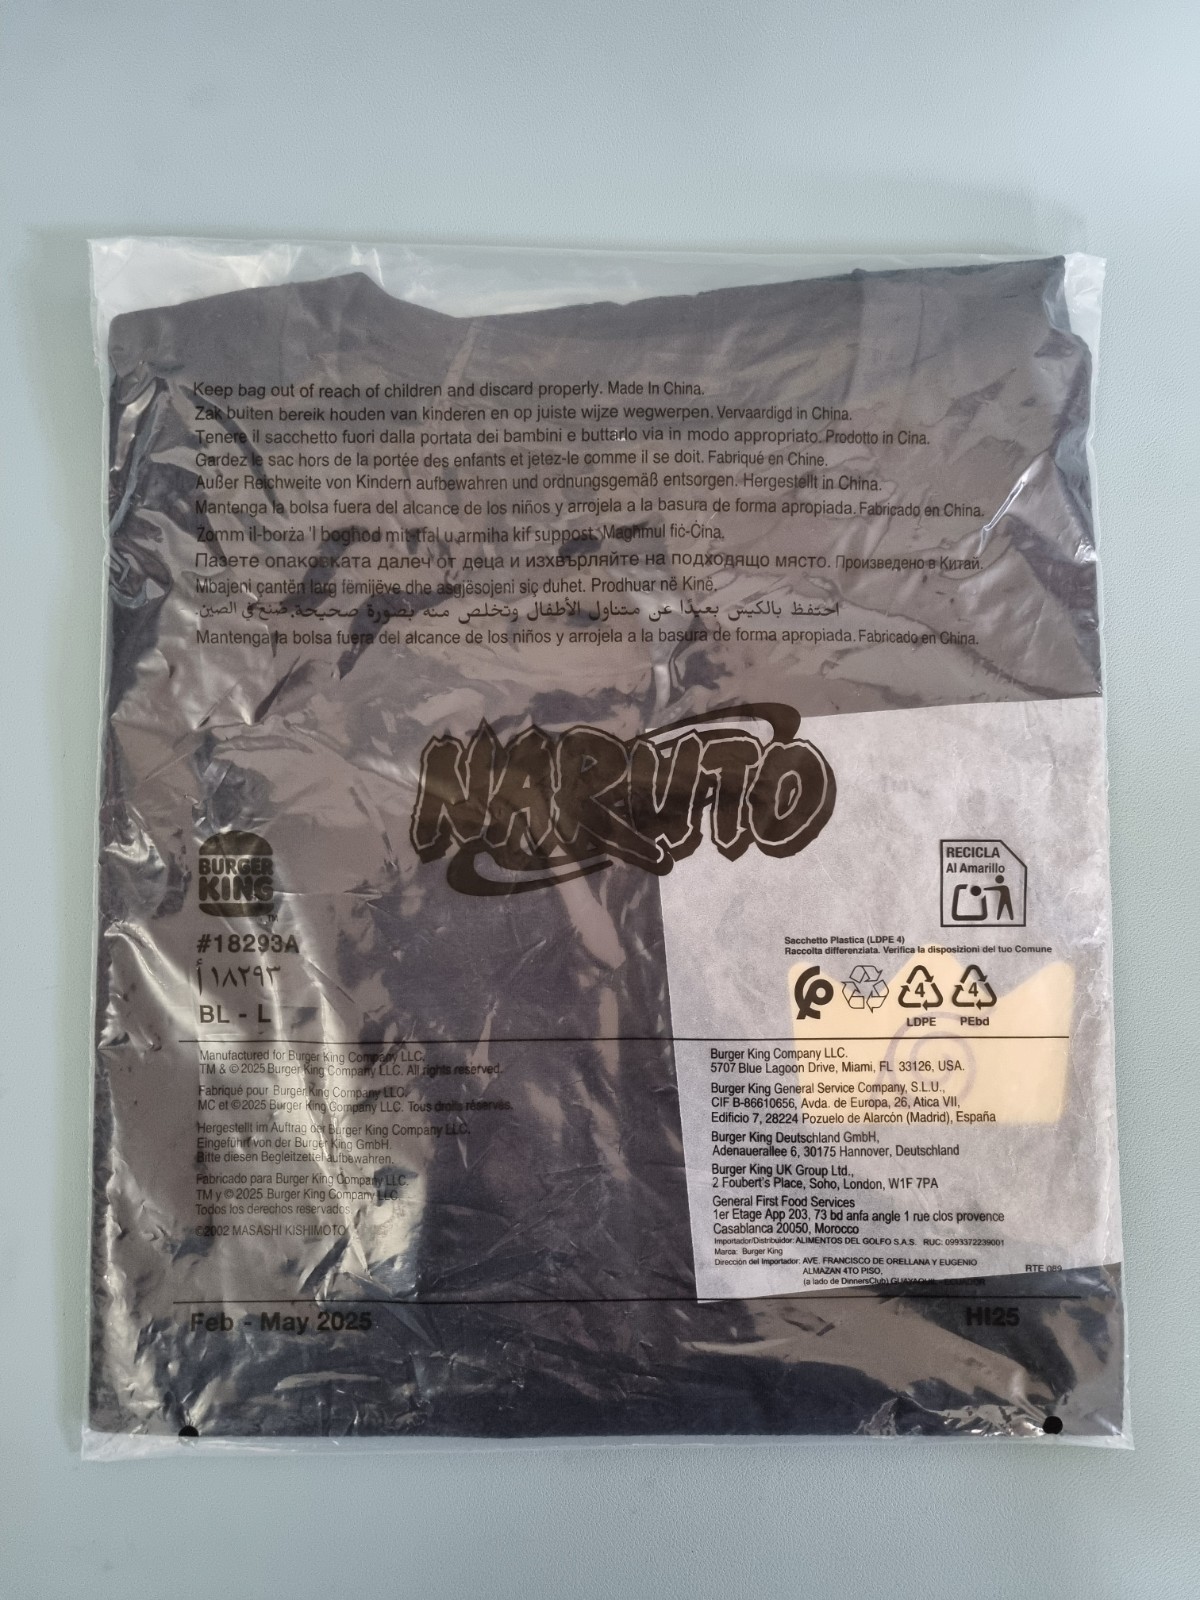 Keep bag out of reach of children and discard properly. Made In China.
Zak buiten bereik houden van kinderen en op juiste wijze wegwerpen. Vervaardigd in China.
Tenere il sacchetto fuori dalla portata dei bambini e buttarlo via in modo appropriato. Prodotto in Cina.
Gardez le sac hors de la portée des enfants et jetez-le comme il se doit. Fabriqué en Chine.
Außer Reichweite von Kindern aufbewahren und ordnungsgemäß entsorgen. Hergestellt in China.
Mantenga la bolsa fuera del alcance de los niños y arrojela a la basura de forma apropiada. Fabricado en China.
Zomm il-borża 'l bogħod mit-tfal u armiha kif suppost. Magħmul fiċ-Ċina.
Пазете опаковката далеч от деца и изхвърляйте на подходящо място. Произведено в Китай.
Mbajeni çantën larg fëmijëve dhe asgjësojeni siç duhet. Prodhuar në Kinë.
احتفظ بالكيس بعيدًا عن متناول الأطفال وتخلص منه بصورة صحيحة. صنع في الصين.
Mantenga la bolsa fuera del alcance de los niños y arrojela a la basura de forma apropiada. Fabricado en China.
NARUTO
BURGER
KING
TM
#18293A
١٨٢٩٣أ
BL - L
RECICLA
Al Amarillo
Sacchetto Plastica (LDPE 4)
Raccolta differenziata. Verifica la disposizioni del tuo Comune
4
4
LDPE
PEbd
Manufactured for Burger King Company LLC.
TM & © 2025 Burger King Company LLC. All rights reserved.
Fabriqué pour Burger King Company LLC.
MC et © 2025 Burger King Company LLC. Tous droits réservés.
Hergestellt im Auftrag der Burger King Company LLC.
Eingeführt von der Burger King GmbH.
Bitte diesen Begleitzettel aufbewahren.
Fabricado para Burger King Company LLC.
TM y © 2025 Burger King Company LLC.
Todos los derechos reservados.
©2002 MASASHI KISHIMOTO
Burger King Company LLC.
5707 Blue Lagoon Drive, Miami, FL 33126, USA.
Burger King General Service Company, S.L.U.,
CIF B-86610656, Avda. de Europa, 26, Atica VII,
Edificio 7, 28224 Pozuelo de Alarcón (Madrid), España
Burger King Deutschland GmbH,
Adenauerallee 6, 30175 Hannover, Deutschland
Burger King UK Group Ltd.,
2 Foubert's Place, Soho, London, W1F 7PA
General First Food Services
1er Etage App 203, 73 bd anfa angle 1 rue clos provence
Casablanca 20050, Morocco
Importador/Distribuidor: ALIMENTOS DEL GOLFO S.A.S. RUC: 0993372239001
Marca: Burger King
Dirección del Importador: AVE. FRANCISCO DE ORELLANA Y EUGENIO
ALMAZAN 4TO PISO,
(a lado de DinnersClub) GUAYAQUIL - ECUADOR
RTE 089
Feb - May 2025
HI25